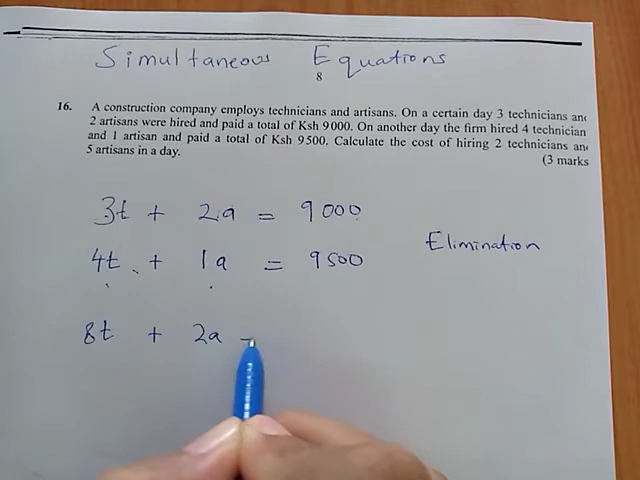 Simultaneous Equations
8
16. A construction company employs technicians and artisans. On a certain day 3 technicians and
2 artisans were hired and paid a total of Ksh 9000. On another day the firm hired 4 technician
and 1 artisan and paid a total of Ksh 9500. Calculate the cost of hiring 2 technicians and
5 artisans in a day.
(3 marks
3t + 2a = 9000
4t + 1a = 9500
Elimination
8t + 2a